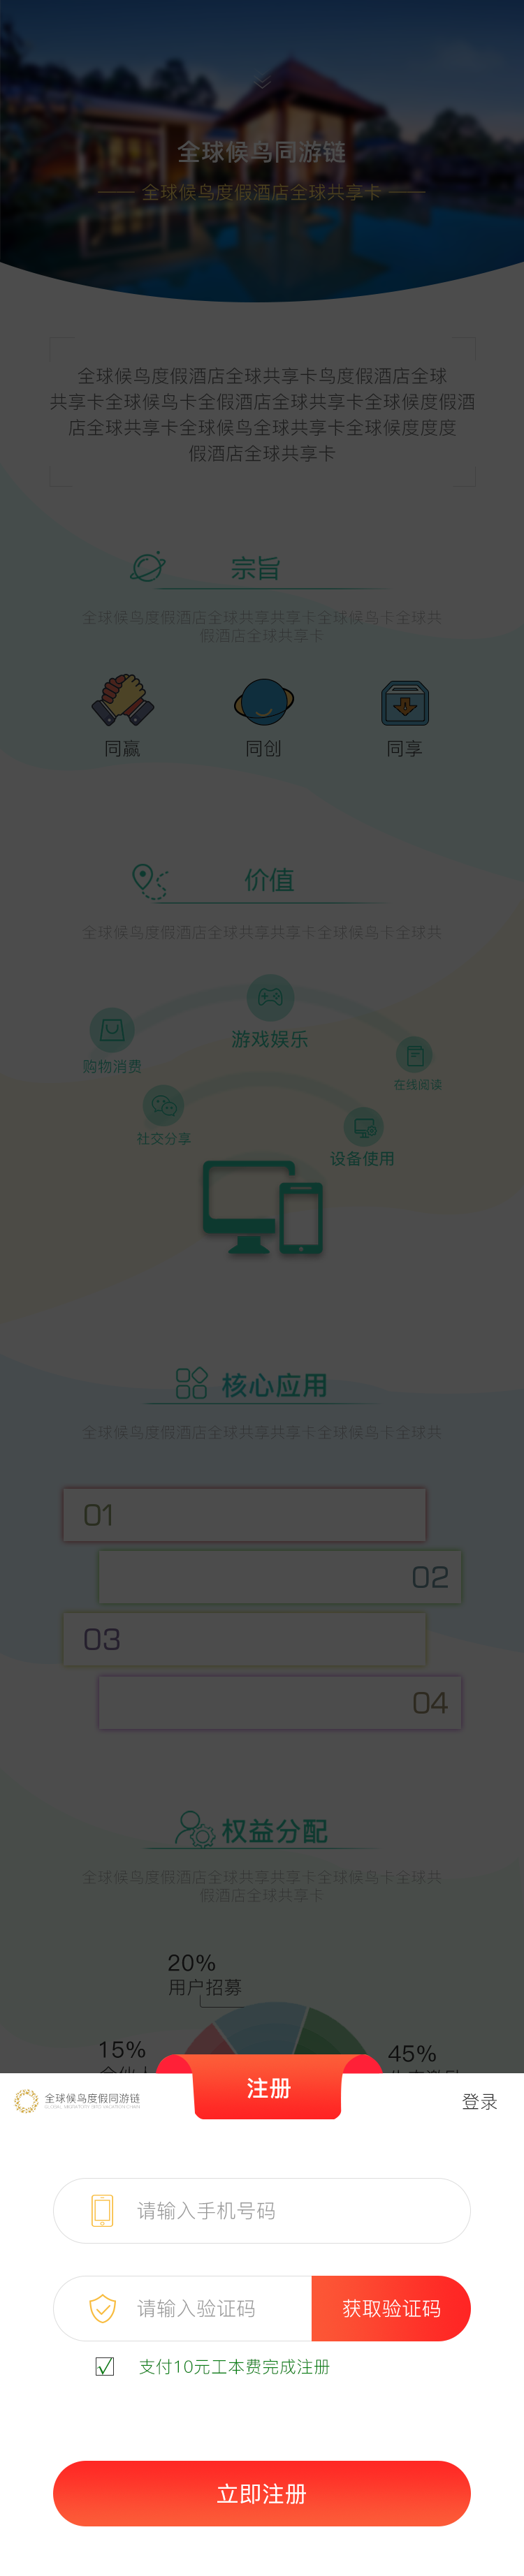 全球候鸟同游链
全球候鸟度假酒店全球共享卡
全球候鸟度假酒店全球共享卡鸟度假酒店全球
共享卡全球候鸟卡全假酒店全球共享卡全球候度假酒
店全球共享卡全球候鸟全球共享卡全球候度度度
假酒店全球共享卡
宗旨
全球候鸟度假酒店全球共享共享卡全球候鸟卡全球共
假酒店全球共享卡
同赢
同创
同享
价值
全球候鸟度假酒店全球共享共享卡全球候鸟卡全球共
游戏娱乐
购物消费
在线阅读
社交分享
设备使用
核心应用
全球候鸟度假酒店全球共享共享卡全球候鸟卡全球共
01
02
03
04
权益分配
全球候鸟度假酒店全球共享共享卡全球候鸟卡全球共
假酒店全球共享卡
20%
用户招募
15%
45%
注册
全球候鸟度假同游链
登录
请输入手机号码
请输入验证码
获取验证码
支付10元工本费完成注册
立即注册